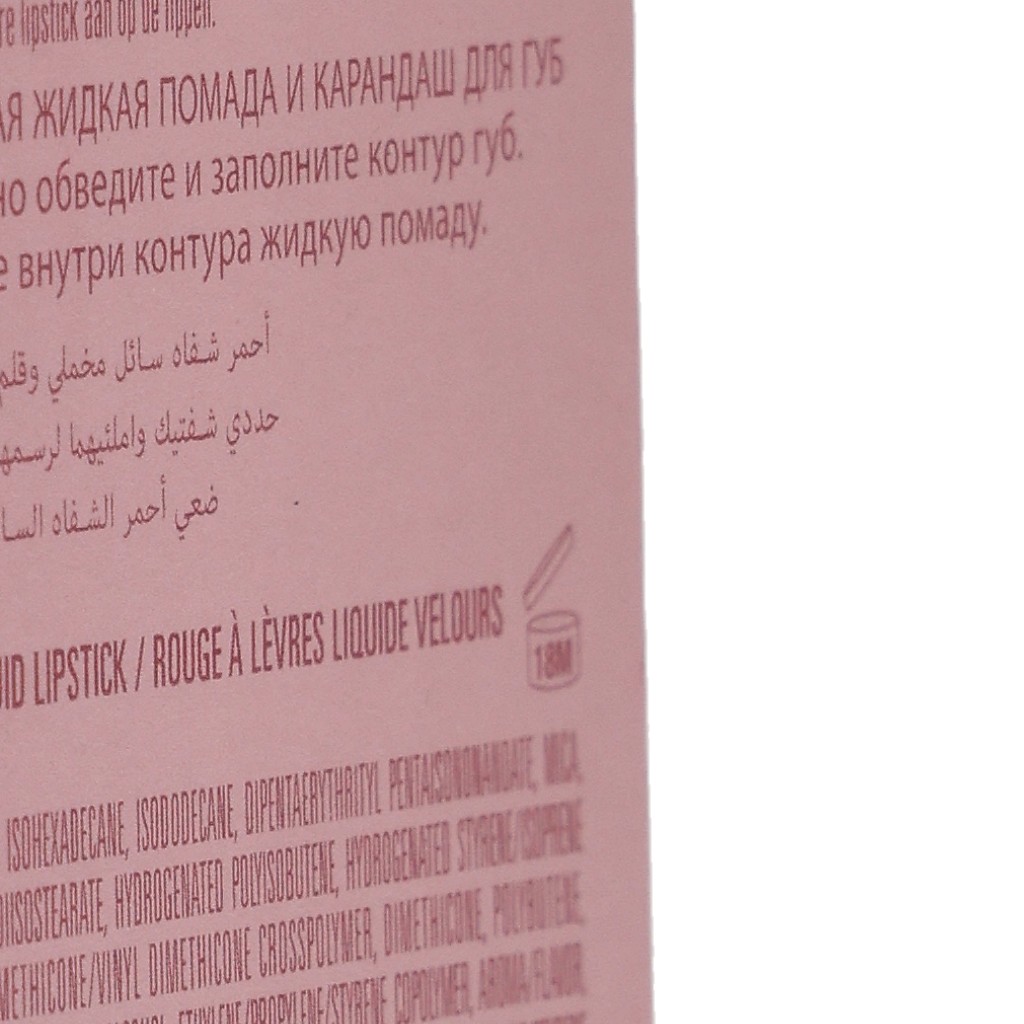 lipstick aan op de lippen.
ЖИДКАЯ ПОМАДА И КАРАНДАШ ДЛЯ ГУБ
обведите и заполните контур губ.
внутри контура жидкую помаду.
أحمر شفاه سائل مخملي وقلم
حددي شفتيك واملئيهما لرسمها
ضعي أحمر الشفاه
LIPSTICK / ROUGE À LÈVRES LIQUIDE VELOURS
18M
ISOHEXADECANE, ISODODECANE, DIPENTAERYTHRITYL PENTAISONONANOATE, MICA,
HYDROGENATED POLYISOBUTENE, HYDROGENATED STYRENE/ISOPRENE
DIMETHICONE CROSSPOLYMER, DIMETHICONE, POLYBUTENE,
ETHYLENE/PROPYLENE/STYRENE COPOLYMER, AROMA/FLAVOR,